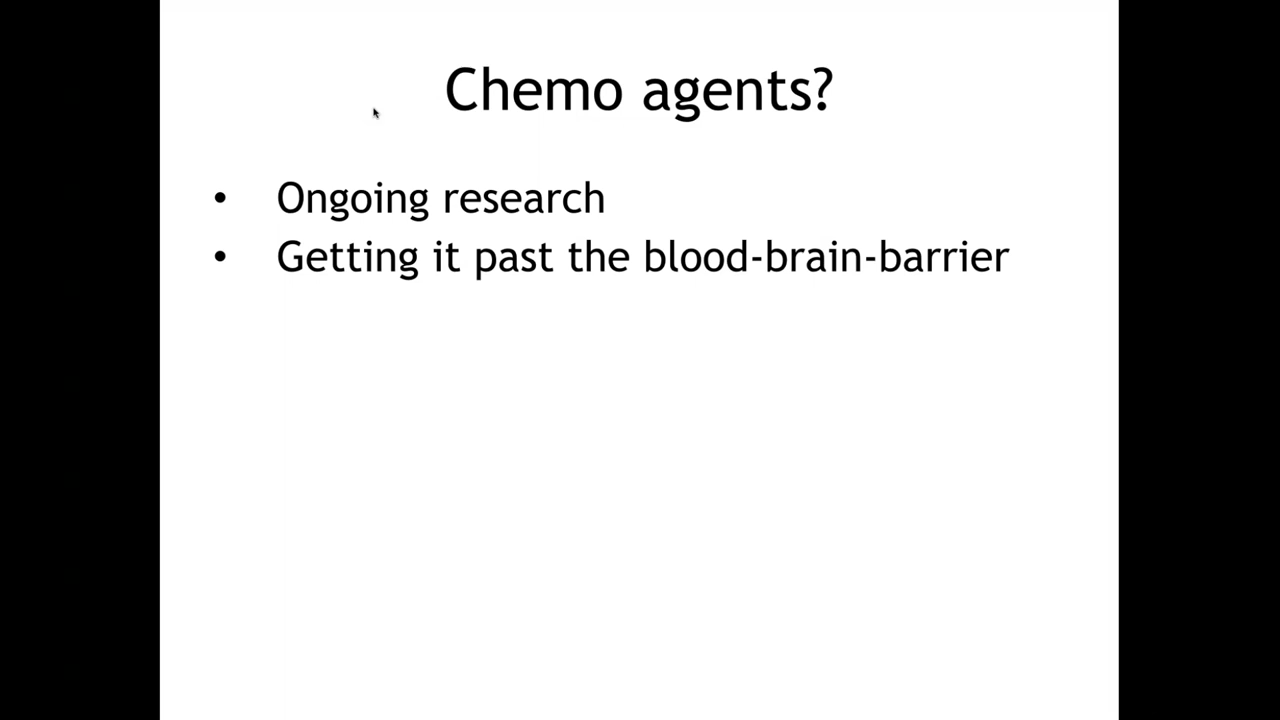 Chemo agents?
• Ongoing research
• Getting it past the blood-brain-barrier